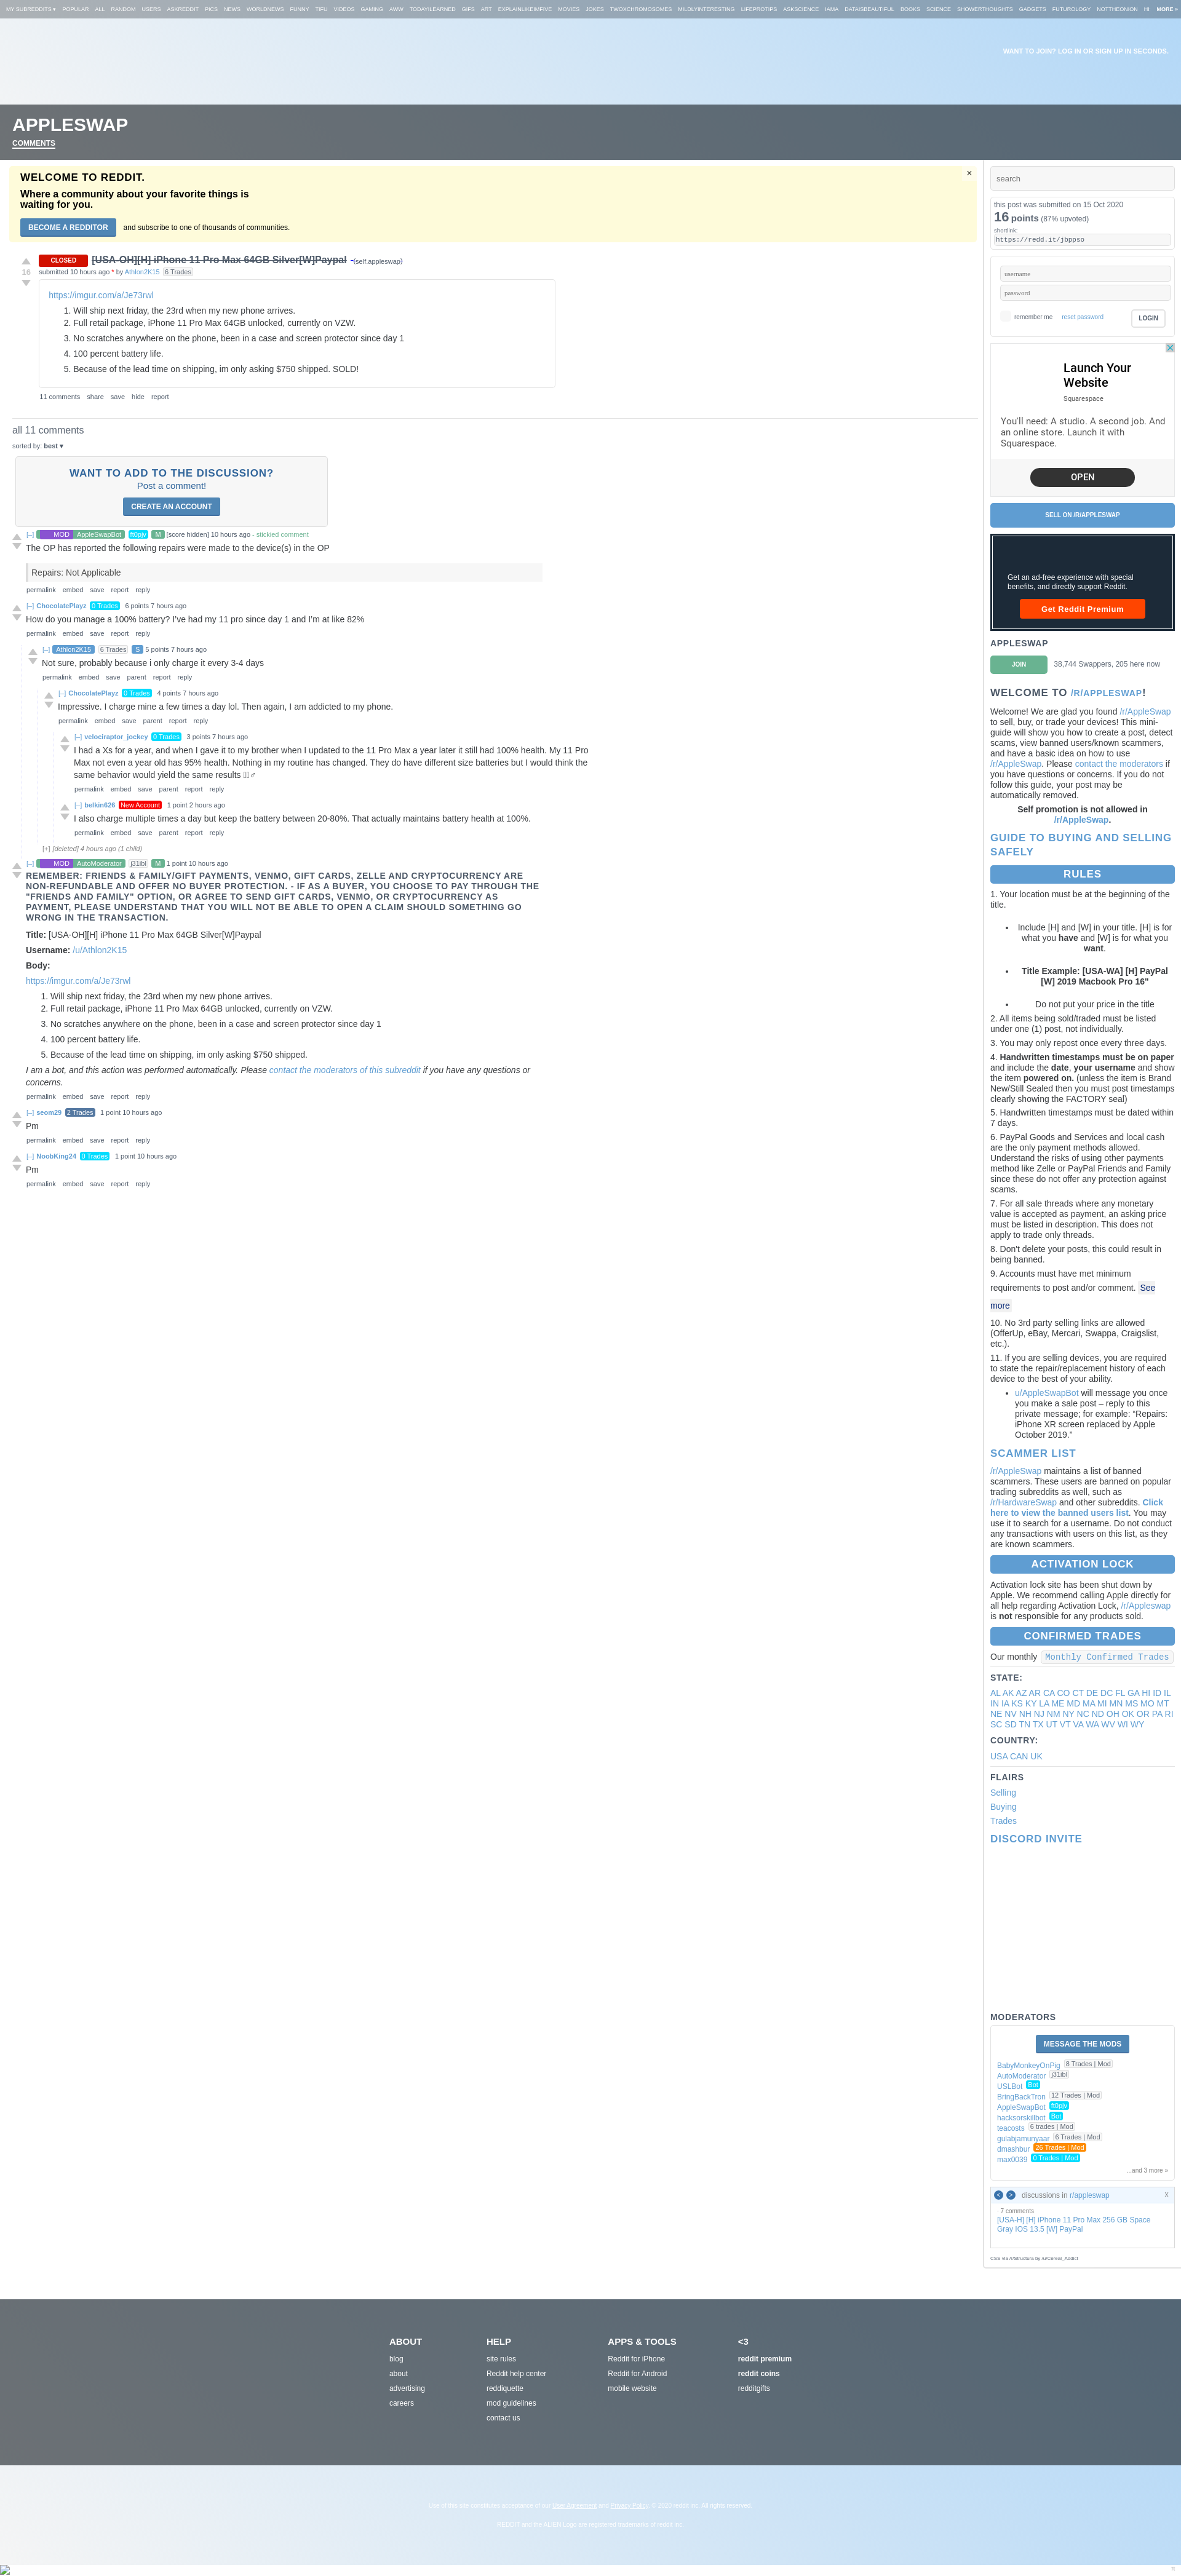 MY SUBREDDITS ▾ POPULAR ALL RANDOM USERS ASKREDDIT PICS NEWS WORLDNEWS FUNNY TIFU VIDEOS GAMING AWW TODAYILEARNED GIFS ART EXPLAINLIKEIMFIVE MOVIES JOKES TWOXCHROMOSOMES MILDLYINTERESTING LIFEPROTIPS ASKSCIENCE IAMA DATAISBEAUTIFUL BOOKS SCIENCE SHOWERTHOUGHTS GADGETS FUTUROLOGY NOTTHEONION HI MORE »
WANT TO JOIN? LOG IN OR SIGN UP IN SECONDS.
APPLESWAP
COMMENTS
WELCOME TO REDDIT.
Where a community about your favorite things is
waiting for you.
BECOME A REDDITOR and subscribe to one of thousands of communities.
×
CLOSED [USA-OH][H] iPhone 11 Pro Max 64GB Silver[W]Paypal (self.appleswap)
16
submitted 10 hours ago * by Athlon2K15 6 Trades
https://imgur.com/a/Je73rwl
1. Will ship next friday, the 23rd when my new phone arrives.
2. Full retail package, iPhone 11 Pro Max 64GB unlocked, currently on VZW.
3. No scratches anywhere on the phone, been in a case and screen protector since day 1
4. 100 percent battery life.
5. Because of the lead time on shipping, im only asking $750 shipped. SOLD!
11 comments share save hide report
all 11 comments
sorted by: best ▾
WANT TO ADD TO THE DISCUSSION?
Post a comment!
CREATE AN ACCOUNT
[–] MOD AppleSwapBot ft0pjv M [score hidden] 10 hours ago - stickied comment
The OP has reported the following repairs were made to the device(s) in the OP
Repairs: Not Applicable
permalink embed save report reply
[–] ChocolatePlayz 0 Trades 6 points 7 hours ago
How do you manage a 100% battery? I've had my 11 pro since day 1 and I'm at like 82%
permalink embed save report reply
[–] Athlon2K15 6 Trades S 5 points 7 hours ago
Not sure, probably because i only charge it every 3-4 days
permalink embed save parent report reply
[–] ChocolatePlayz 0 Trades 4 points 7 hours ago
Impressive. I charge mine a few times a day lol. Then again, I am addicted to my phone.
permalink embed save parent report reply
[–] velociraptor_jockey 0 Trades 3 points 7 hours ago
I had a Xs for a year, and when I gave it to my brother when I updated to the 11 Pro Max a year later it still had 100% health. My 11 Pro
Max not even a year old has 95% health. Nothing in my routine has changed. They do have different size batteries but I would think the
same behavior would yield the same results ♂
permalink embed save parent report reply
[–] belkin626 New Account 1 point 2 hours ago
I also charge multiple times a day but keep the battery between 20-80%. That actually maintains battery health at 100%.
permalink embed save parent report reply
[+] [deleted] 4 hours ago (1 child)
[–] MOD AutoModerator j31ibl M 1 point 10 hours ago
REMEMBER: FRIENDS & FAMILY/GIFT PAYMENTS, VENMO, GIFT CARDS, ZELLE AND CRYPTOCURRENCY ARE
NON-REFUNDABLE AND OFFER NO BUYER PROTECTION. - IF AS A BUYER, YOU CHOOSE TO PAY THROUGH THE
"FRIENDS AND FAMILY" OPTION, OR AGREE TO SEND GIFT CARDS, VENMO, OR CRYPTOCURRENCY AS
PAYMENT, PLEASE UNDERSTAND THAT YOU WILL NOT BE ABLE TO OPEN A CLAIM SHOULD SOMETHING GO
WRONG IN THE TRANSACTION.
Title: [USA-OH][H] iPhone 11 Pro Max 64GB Silver[W]Paypal
Username: /u/Athlon2K15
Body:
https://imgur.com/a/Je73rwl
1. Will ship next friday, the 23rd when my new phone arrives.
2. Full retail package, iPhone 11 Pro Max 64GB unlocked, currently on VZW.
3. No scratches anywhere on the phone, been in a case and screen protector since day 1
4. 100 percent battery life.
5. Because of the lead time on shipping, im only asking $750 shipped.
I am a bot, and this action was performed automatically. Please contact the moderators of this subreddit if you have any questions or
concerns.
permalink embed save report reply
[–] seom29 2 Trades 1 point 10 hours ago
Pm
permalink embed save report reply
[–] NoobKing24 0 Trades 1 point 10 hours ago
Pm
permalink embed save report reply
search
this post was submitted on 15 Oct 2020
16 points (87% upvoted)
shortlink:
https://redd.it/jbppso
username
password
remember me reset password LOGIN
Launch Your
Website
Squarespace
You'll need: A studio. A second job. And
an online store. Launch it with
Squarespace.
OPEN
SELL ON /R/APPLESWAP
Get an ad-free experience with special
benefits, and directly support Reddit.
Get Reddit Premium
APPLESWAP
JOIN 38,744 Swappers, 205 here now
WELCOME TO /R/APPLESWAP!
Welcome! We are glad you found /r/AppleSwap
to sell, buy, or trade your devices! This mini-
guide will show you how to create a post, detect
scams, view banned users/known scammers,
and have a basic idea on how to use
/r/AppleSwap. Please contact the moderators if
you have questions or concerns. If you do not
follow this guide, your post may be
automatically removed.
Self promotion is not allowed in
/r/AppleSwap.
GUIDE TO BUYING AND SELLING
SAFELY
RULES
1. Your location must be at the beginning of the
title.
• Include [H] and [W] in your title. [H] is for
what you have and [W] is for what you
want.
• Title Example: [USA-WA] [H] PayPal
[W] 2019 Macbook Pro 16"
• Do not put your price in the title
2. All items being sold/traded must be listed
under one (1) post, not individually.
3. You may only repost once every three days.
4. Handwritten timestamps must be on paper
and include the date, your username and show
the item powered on. (unless the item is Brand
New/Still Sealed then you must post timestamps
clearly showing the FACTORY seal)
5. Handwritten timestamps must be dated within
7 days.
6. PayPal Goods and Services and local cash
are the only payment methods allowed.
Understand the risks of using other payments
method like Zelle or PayPal Friends and Family
since these do not offer any protection against
scams.
7. For all sale threads where any monetary
value is accepted as payment, an asking price
must be listed in description. This does not
apply to trade only threads.
8. Don't delete your posts, this could result in
being banned.
9. Accounts must have met minimum
requirements to post and/or comment. See
more
10. No 3rd party selling links are allowed
(OfferUp, eBay, Mercari, Swappa, Craigslist,
etc.).
11. If you are selling devices, you are required
to state the repair/replacement history of each
device to the best of your ability.
• u/AppleSwapBot will message you once
you make a sale post – reply to this
private message; for example: “Repairs:
iPhone XR screen replaced by Apple
October 2019.”
SCAMMER LIST
/r/AppleSwap maintains a list of banned
scammers. These users are banned on popular
trading subreddits as well, such as
/r/HardwareSwap and other subreddits. Click
here to view the banned users list. You may
use it to search for a username. Do not conduct
any transactions with users on this list, as they
are known scammers.
ACTIVATION LOCK
Activation lock site has been shut down by
Apple. We recommend calling Apple directly for
all help regarding Activation Lock, /r/Appleswap
is not responsible for any products sold.
CONFIRMED TRADES
Our monthly Monthly Confirmed Trades
STATE:
AL AK AZ AR CA CO CT DE DC FL GA HI ID IL
IN IA KS KY LA ME MD MA MI MN MS MO MT
NE NV NH NJ NM NY NC ND OH OK OR PA RI
SC SD TN TX UT VT VA WA WV WI WY
COUNTRY:
USA CAN UK
FLAIRS
Selling
Buying
Trades
DISCORD INVITE
MODERATORS
MESSAGE THE MODS
BabyMonkeyOnPig 8 Trades | Mod
AutoModerator j31ibl
USLBot Bot
BringBackTron 12 Trades | Mod
AppleSwapBot ft0pjv
hacksorskillbot Bot
teacosts 6 trades | Mod
gulabjamunyaar 6 Trades | Mod
dmashbur 26 Trades | Mod
max0039 0 Trades | Mod
...and 3 more »
< > discussions in r/appleswap X
· 7 comments
[USA-H] [H] iPhone 11 Pro Max 256 GB Space
Gray IOS 13.5 [W] PayPal
CSS via /r/Structura by /u/Cereal_Addict
ABOUT
blog
about
advertising
careers
HELP
site rules
Reddit help center
reddiquette
mod guidelines
contact us
APPS & TOOLS
Reddit for iPhone
Reddit for Android
mobile website
<3
reddit premium
reddit coins
redditgifts
Use of this site constitutes acceptance of our User Agreement and Privacy Policy. © 2020 reddit inc. All rights reserved.
REDDIT and the ALIEN Logo are registered trademarks of reddit inc.
π